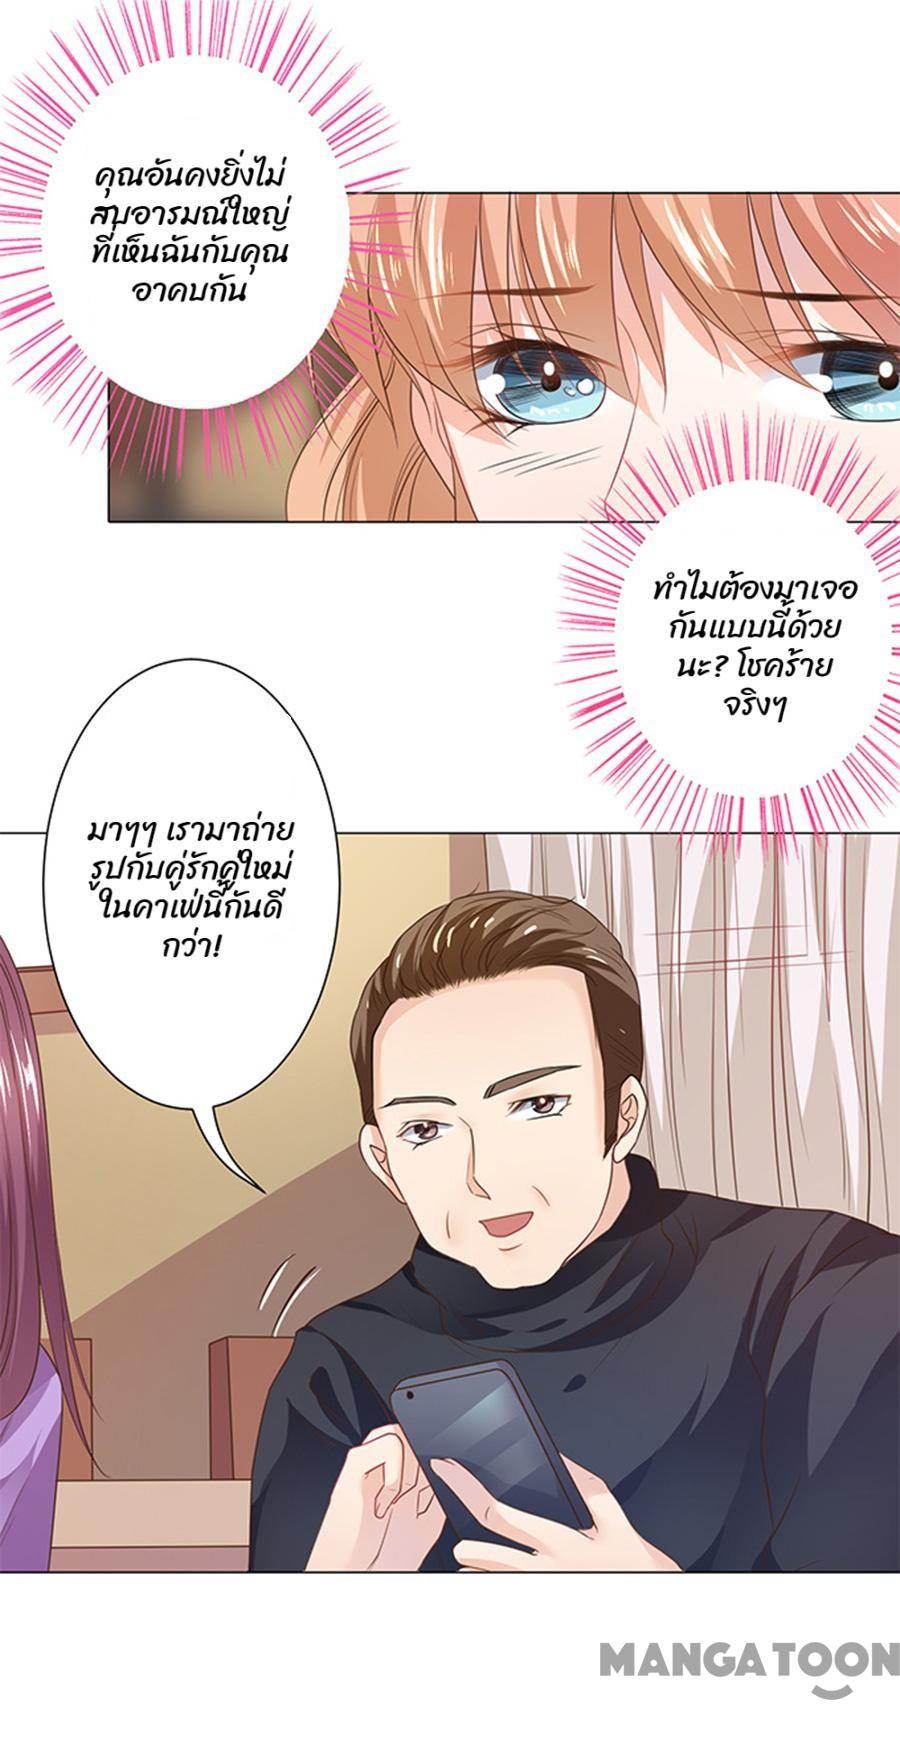 คุณอันคงยิ่งไม่
สบอารมณ์ใหญ่
ที่เห็นฉันกับคุณ
อาคบกัน
ทำไมต้องมาเจอ
กันแบบนี้ด้วย
นะ? โชคร้าย
จริงๆ
มาๆๆ เรามาถ่าย
รูปกับคู่รักคู่ใหม่
ในคาเฟ่นี้กันดี
กว่า!
MANGATOON